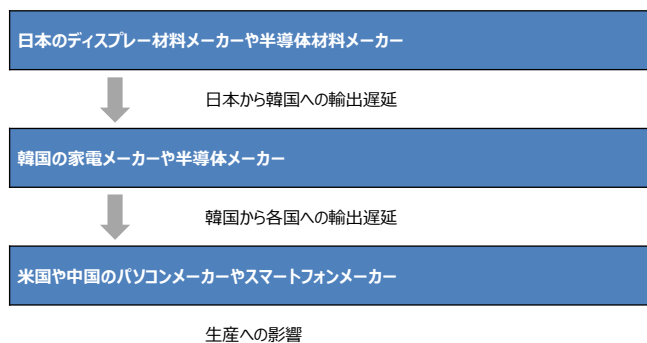 日本のディスプレー材料メーカーや半導体材料メーカー
日本から韓国への輸出遅延
韓国の家電メーカーや半導体メーカー
韓国から各国への輸出遅延
米国や中国のパソコンメーカーやスマートフォンメーカー
生産への影響